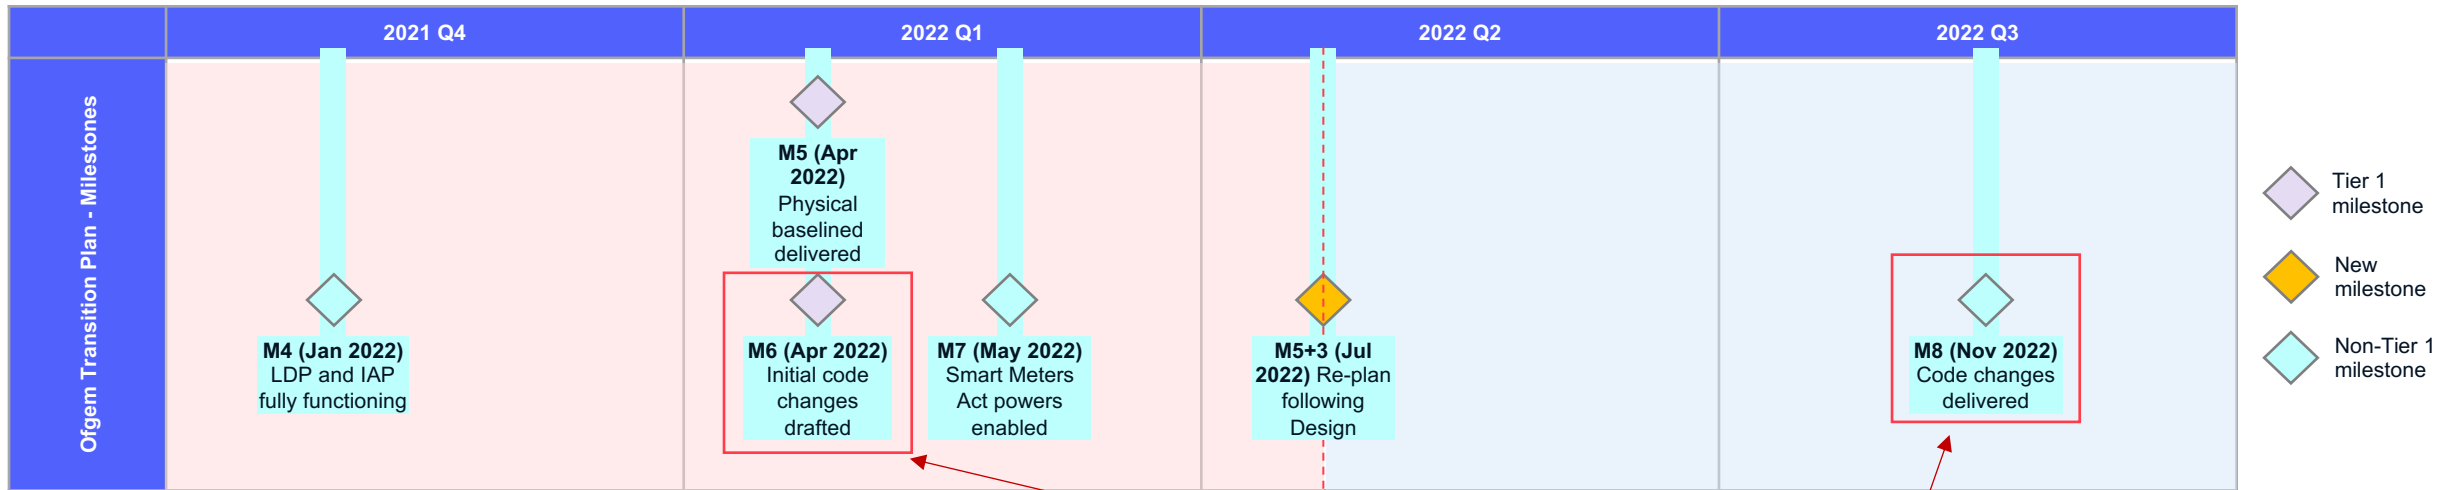 2021 Q4
2022 Q1
2022 Q2
2022 Q3
Ofgem Transition Plan - Milestones
M4 (Jan 2022)
LDP and IAP
fully functioning
M5 (Apr
2022)
Physical
baselined
delivered
M6 (Apr 2022)
Initial code
changes
drafted
M7 (May 2022)
Smart Meters
Act powers
enabled
M5+3 (Jul
2022) Re-plan
following
Design
M8 (Nov 2022)
Code changes
delivered
Tier 1
milestone
New
milestone
Non-Tier 1
milestone